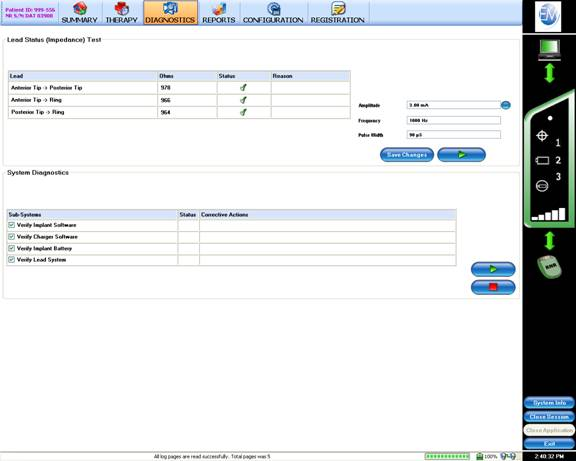 Patient ID: 999-556
NR S/N DAT 03908
SUMMARY THERAPY DIAGNOSTICS REPORTS CONFIGURATION REGISTRATION
EM
Lead Status (Impedance) Test
Lead Ohms Status Reason
Anterior Tip -> Posterior Tip 978
Anterior Tip -> Ring 966
Posterior Tip -> Ring 964
Amplitude 3.00 mA
Frequency 1000 Hz
Pulse Width 90 µS
Save Changes
1
2
3
System Diagnostics
Sub-Systems Status Corrective Actions
Verify Implant Software
Verify Charger Software
Verify Implant Battery
Verify Lead System
System Info
Close Session
Close Application
Exit
All log pages are read successfully. Total pages was 5
100%
2:40:32 PM